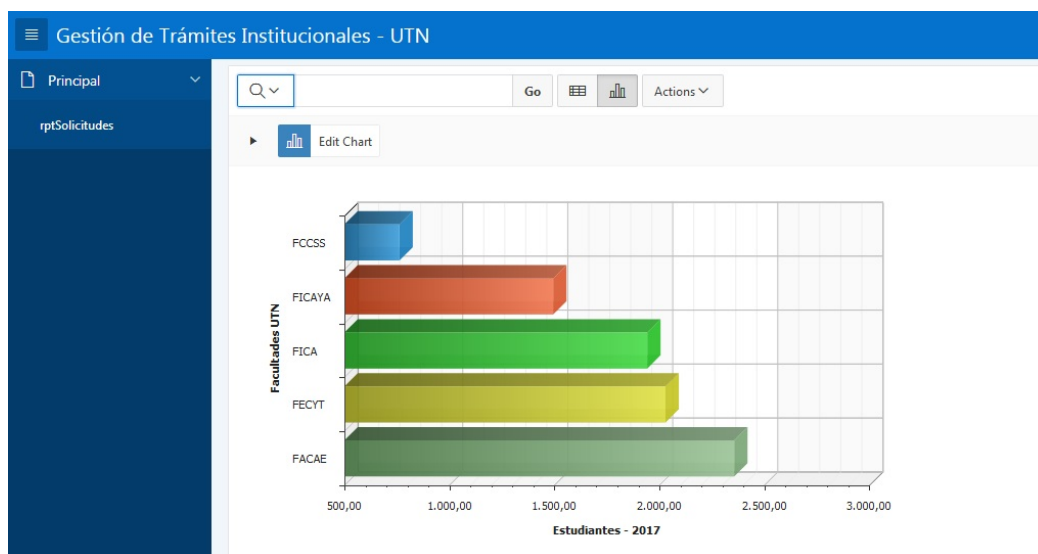 Gestión de Trámites Institucionales - UTN
Principal
rptSolicitudes
Go
Actions
Edit Chart
Facultades UTN
FCCSS
FICAYA
FICA
FECYT
FACAE
500,00 1.000,00 1.500,00 2.000,00 2.500,00 3.000,00
Estudiantes - 2017